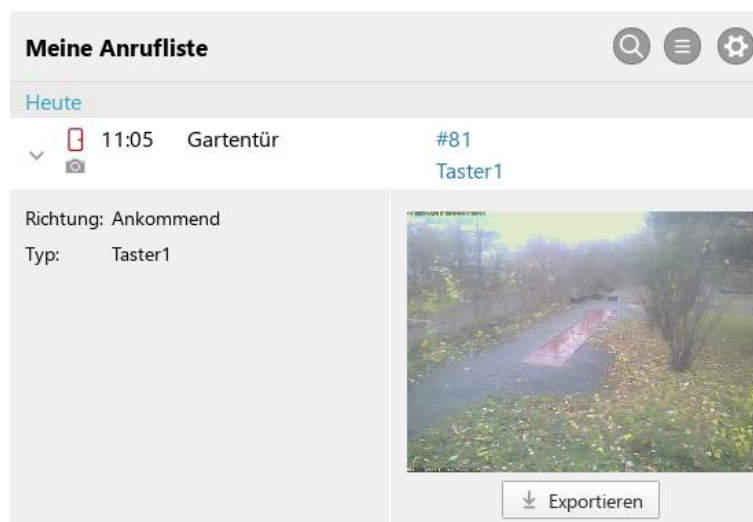 Meine Anrufliste
Heute
11:05 Gartentür #81
Taster1
Richtung: Ankommend
Typ: Taster1
Exportieren